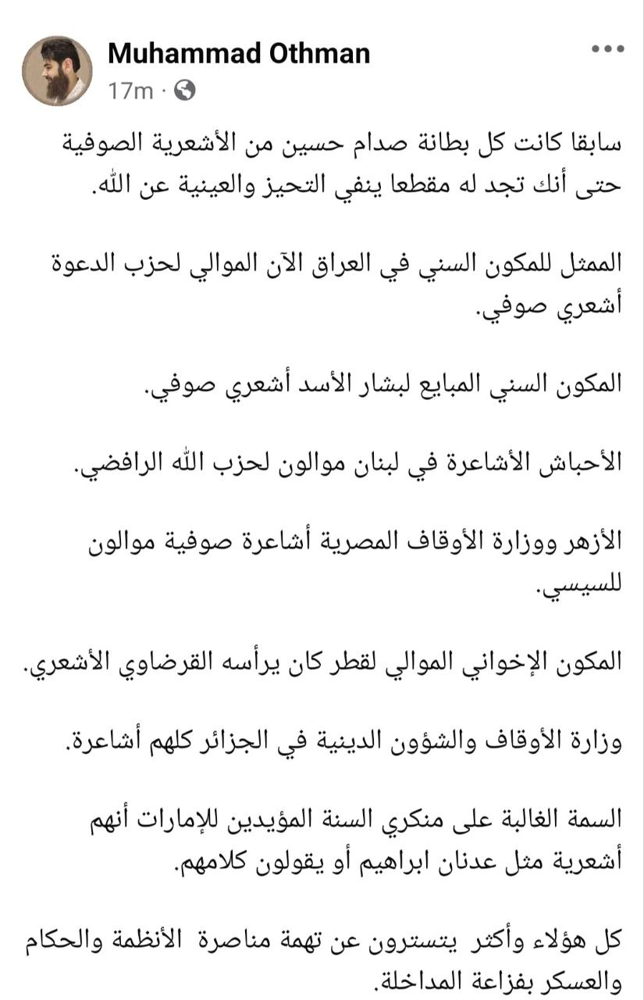 Muhammad Othman
17m ·
سابقا كانت كل بطانة صدام حسين من الأشعرية الصوفية
حتى أنك تجد له مقطعا ينفي التحيز والعينية عن الله.
الممثل للمكون السني في العراق الآن الموالي لحزب الدعوة
أشعري صوفي.
المكون السني المبايع لبشار الأسد أشعري صوفي.
الأحباش الأشاعرة في لبنان موالون لحزب الله الرافضي.
الأزهر ووزارة الأوقاف المصرية أشاعرة صوفية موالون
للسيسي.
المكون الإخواني الموالي لقطر كان يرأسه القرضاوي الأشعري.
وزارة الأوقاف والشؤون الدينية في الجزائر كلهم أشاعرة.
السمة الغالبة على منكري السنة المؤيدين للإمارات أنهم
أشعرية مثل عدنان ابراهيم أو يقولون كلامهم.
كل هؤلاء وأكثر يتسترون عن تهمة مناصرة الأنظمة والحكام
والعسكر بفزاعة المداخلة.